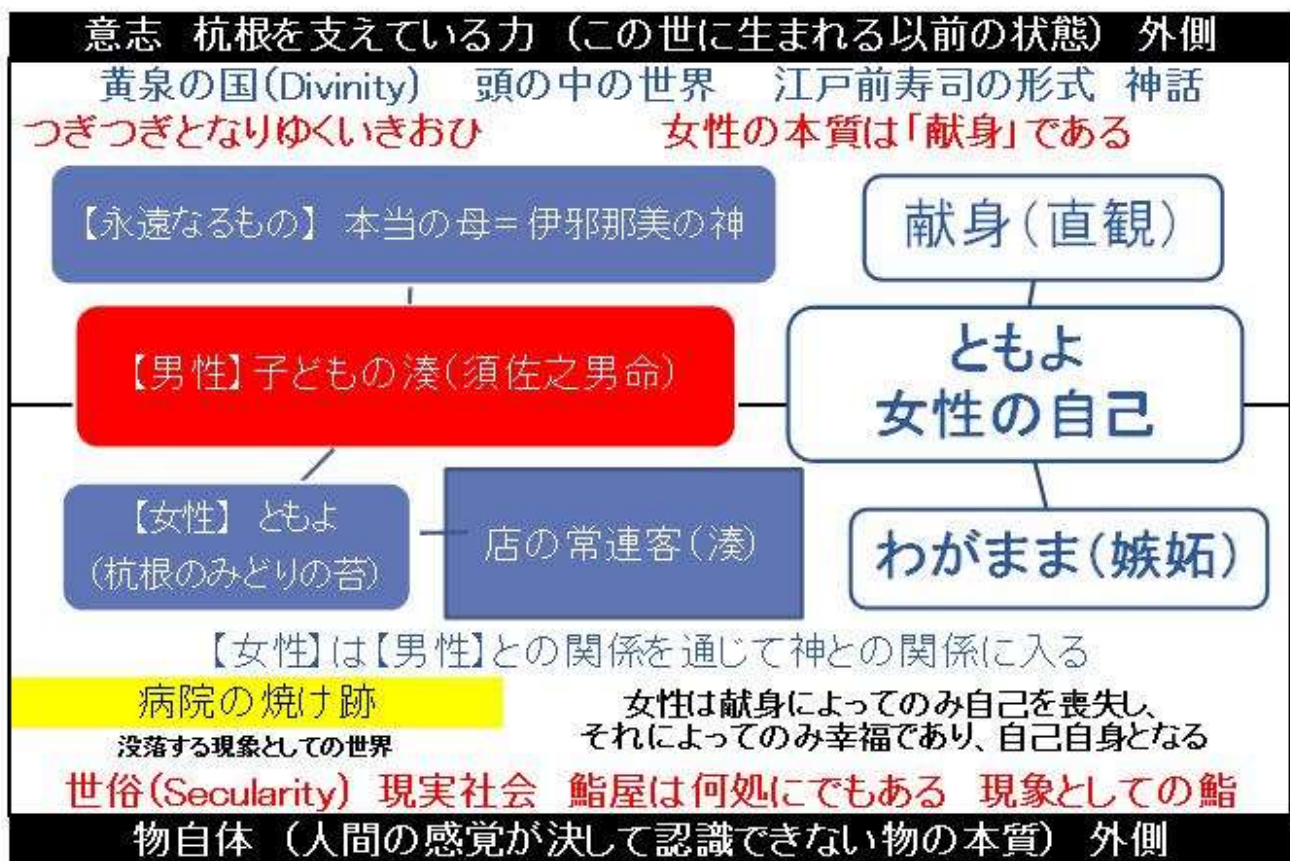 意志 杭根を支えている力 (この世に生まれる以前の状態) 外側
黄泉の国(Divinity) 頭の中の世界 江戸前寿司の形式 神話
つぎつぎとなりゆくいきおひ 女性の本質は「献身」である
【永遠なるもの】 本当の母=伊邪那美の神
献身(直観)
【男性】子どもの湊(須佐之男命)
ともよ
女性の自己
【女性】 ともよ
(杭根のみどりの苔)
店の常連客(湊)
わがまま(嫉妬)
【女性】は【男性】との関係を通じて神との関係に入る
病院の焼け跡
没落する現象としての世界
女性は献身によってのみ自己を喪失し、
それによってのみ幸福であり、自己自身となる
世俗(Secularity) 現実社会 鮨屋は何処にでもある 現象としての鮨
物自体 (人間の感覚が決して認識できない物の本質) 外側